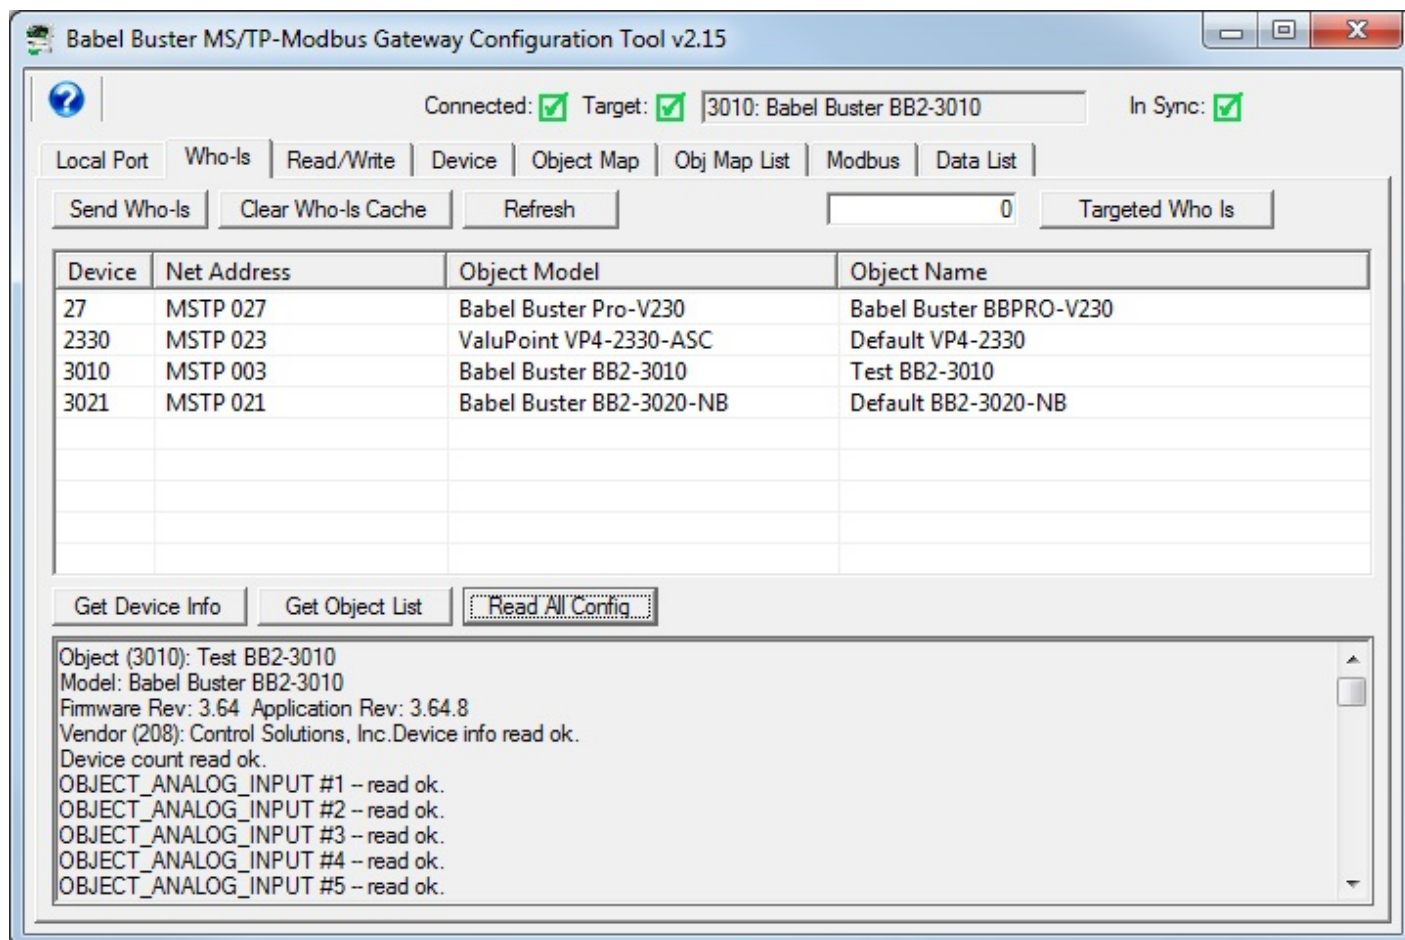 Babel Buster MS/TP-Modbus Gateway Configuration Tool v2.15
Connected: Target: 3010: Babel Buster BB2-3010 In Sync:
Local Port Who-Is Read/Write Device Object Map Obj Map List Modbus Data List
Send Who-Is Clear Who-Is Cache Refresh 0 Targeted Who Is
Device Net Address Object Model Object Name
27 MSTP 027 Babel Buster Pro-V230 Babel Buster BBPRO-V230
2330 MSTP 023 ValuPoint VP4-2330-ASC Default VP4-2330
3010 MSTP 003 Babel Buster BB2-3010 Test BB2-3010
3021 MSTP 021 Babel Buster BB2-3020-NB Default BB2-3020-NB
Get Device Info Get Object List Read All Config
Object (3010): Test BB2-3010
Model: Babel Buster BB2-3010
Firmware Rev: 3.64 Application Rev: 3.64.8
Vendor (208): Control Solutions, Inc.Device info read ok.
Device count read ok.
OBJECT_ANALOG_INPUT #1 -- read ok.
OBJECT_ANALOG_INPUT #2 -- read ok.
OBJECT_ANALOG_INPUT #3 -- read ok.
OBJECT_ANALOG_INPUT #4 -- read ok.
OBJECT_ANALOG_INPUT #5 -- read ok.